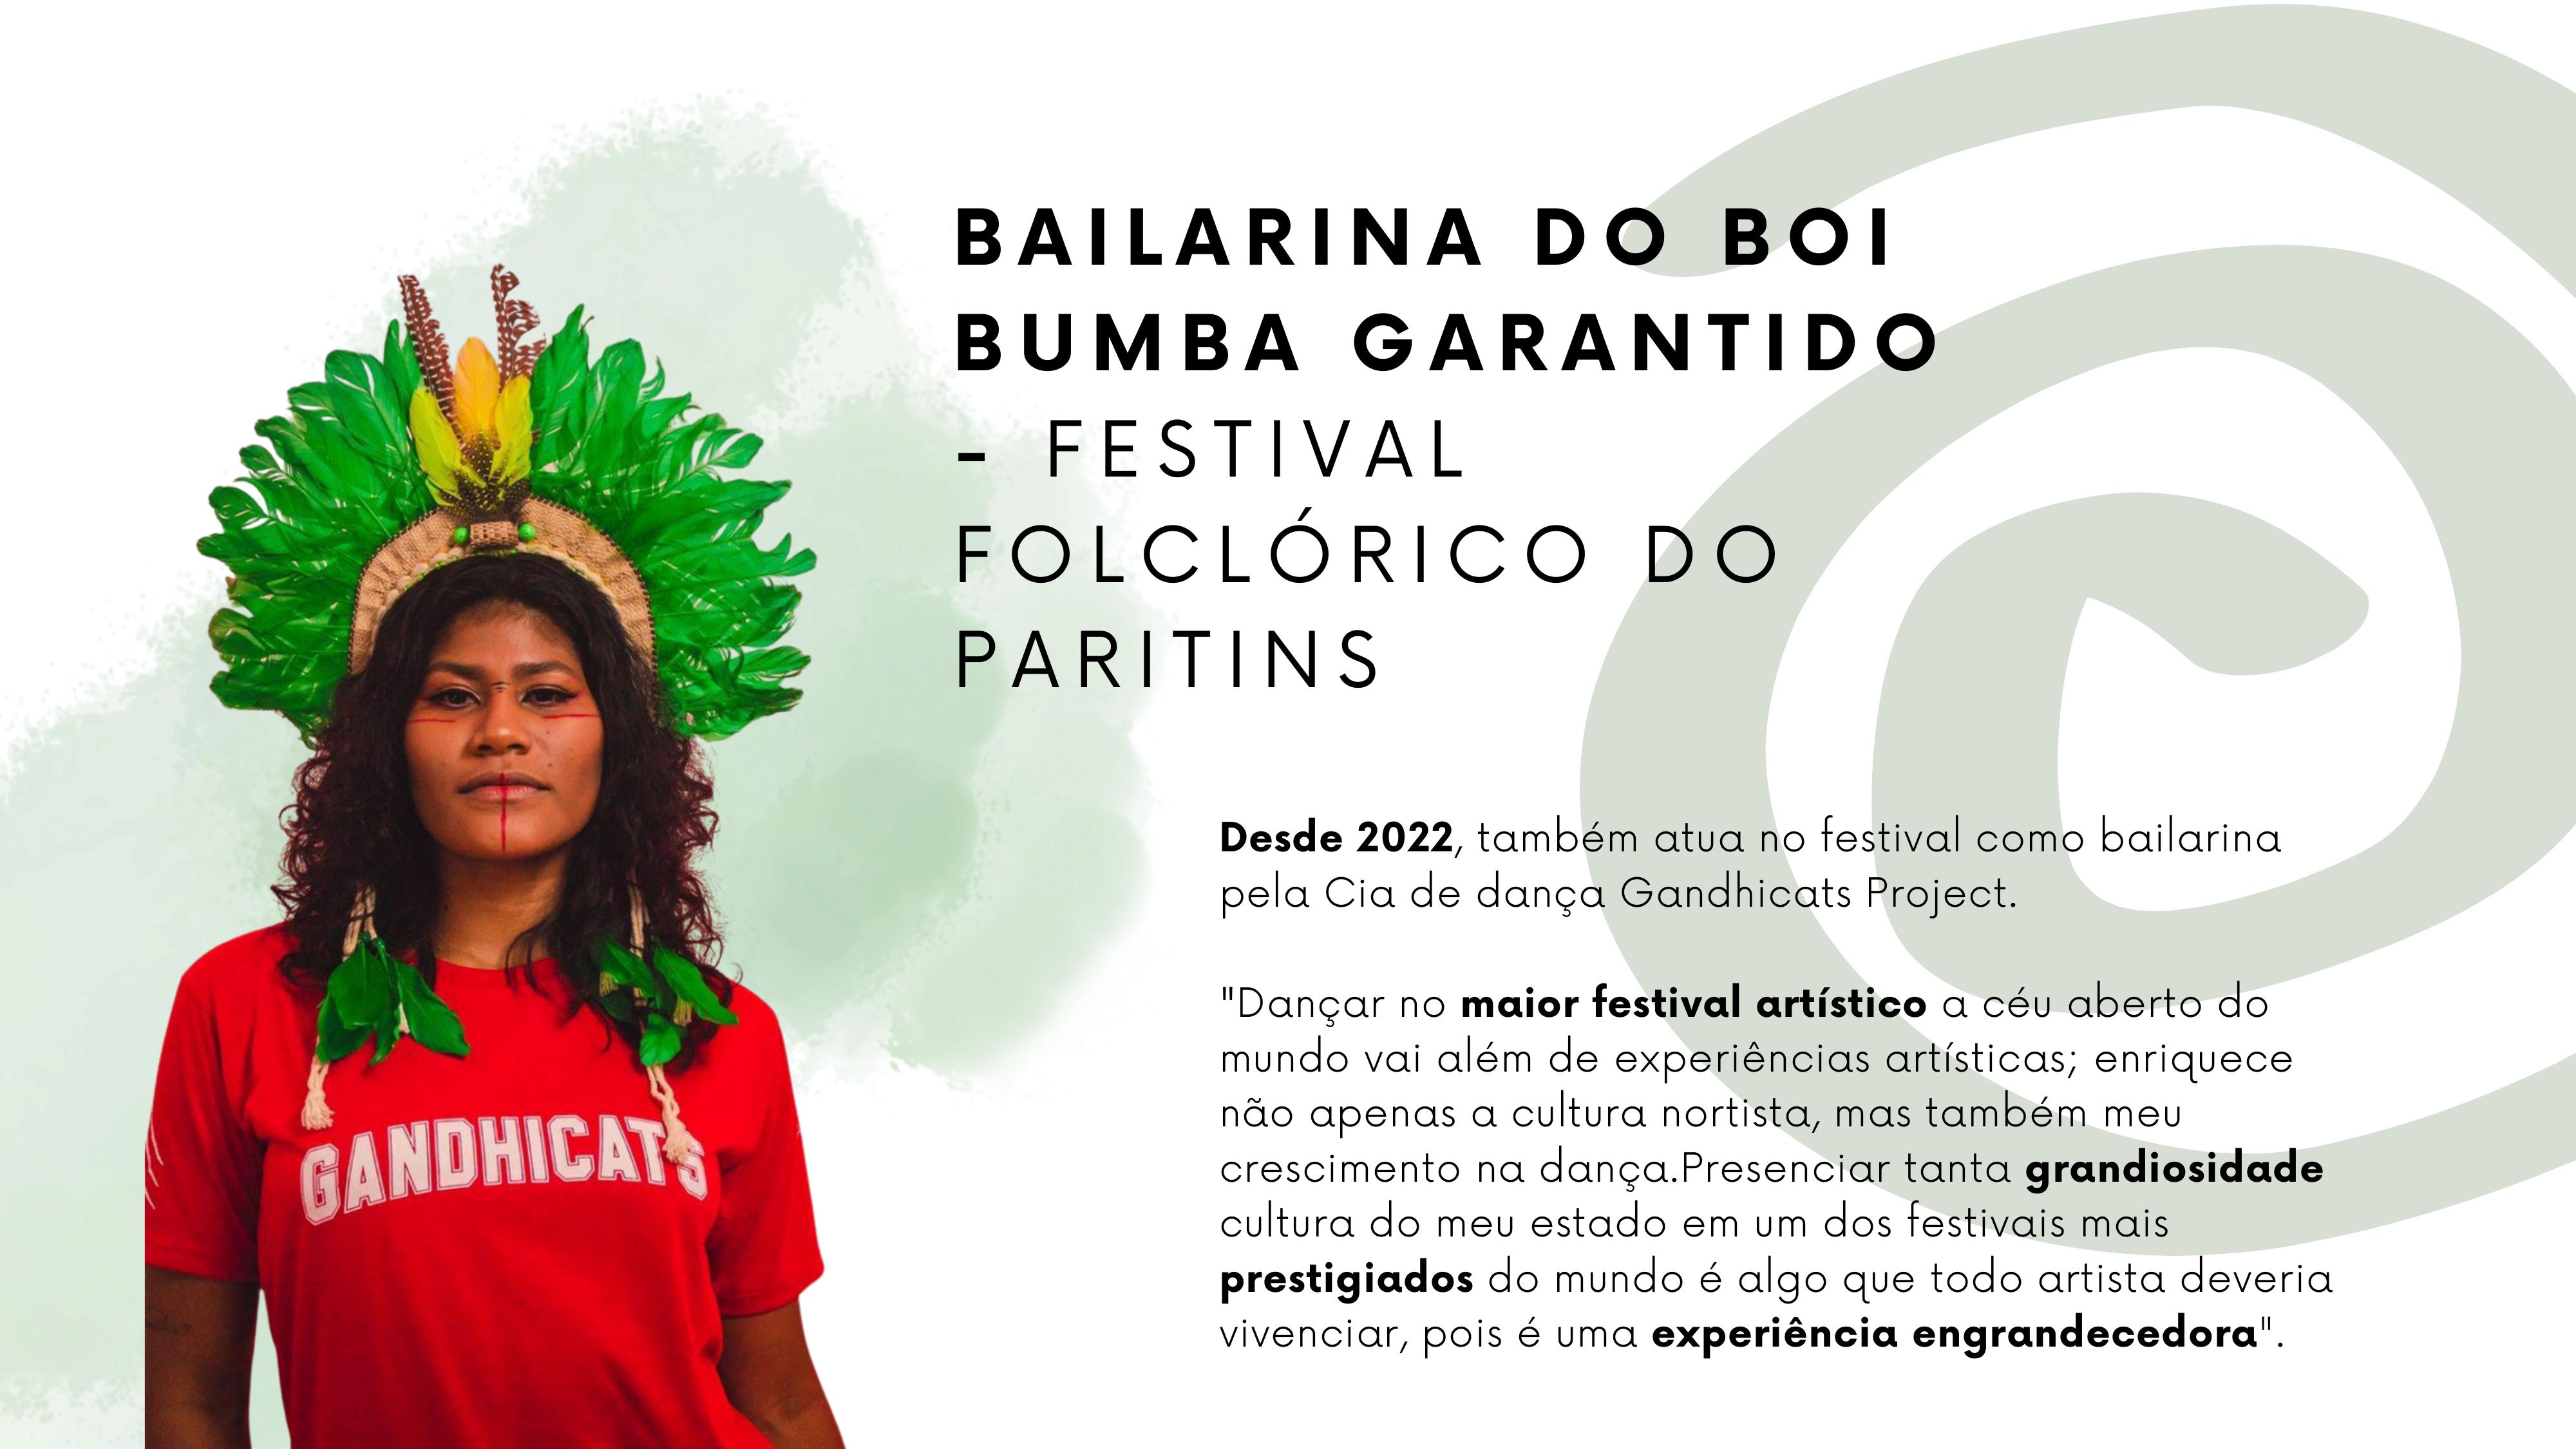 BAILARINA DO BOI
BUMBA GARANTIDO
- FESTIVAL
FOLCLÓRICO DO
PARITINS
Desde 2022, também atua no festival como bailarina
pela Cia de dança Gandhicats Project.
"Dançar no maior festival artístico a céu aberto do
mundo vai além de experiências artísticas; enriquece
não apenas a cultura nortista, mas também meu
crescimento na dança.Presenciar tanta grandiosidade
cultura do meu estado em um dos festivais mais
prestigiados do mundo é algo que todo artista deveria
vivenciar, pois é uma experiência engrandecedora".
GANDHICATS